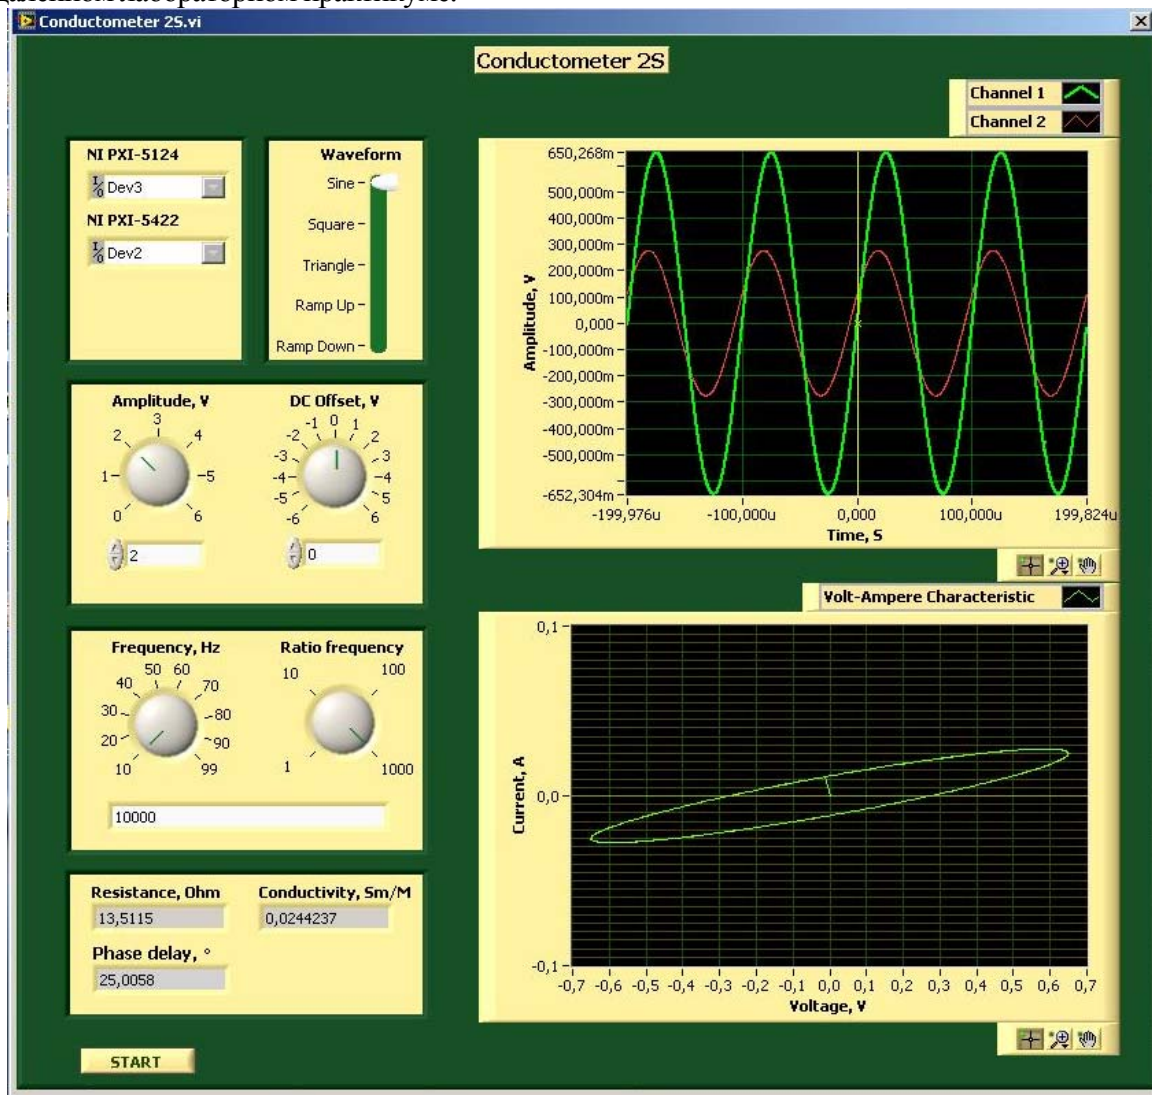 даленном лабораторном практикуме.
Conductometer 2S.vi
Conductometer 2S
Channel 1
Channel 2
NI PXI-5124
Dev3
NI PXI-5422
Dev2
Waveform
Sine
Square
Triangle
Ramp Up
Ramp Down
650,268m
500,000m
400,000m
300,000m
200,000m
100,000m
0,000
-100,000m
-200,000m
-300,000m
-400,000m
-500,000m
-652,304m
Amplitude, V
-199,976u -100,000u 0,000 100,000u 199,824u
Time, S
Amplitude, V
0 1 2 3 4 5 6
2
DC Offset, V
-6 -5 -4 -3 -2 -1 0 1 2 3 4 5 6
0
Volt-Ampere Characteristic
Frequency, Hz
10 20 30 40 50 60 70 80 90 99
Ratio frequency
1 10 100 1000
10000
0,1
0,0
-0,1
Current, A
-0,7 -0,6 -0,5 -0,4 -0,3 -0,2 -0,1 0,0 0,1 0,2 0,3 0,4 0,5 0,6 0,7
Voltage, V
Resistance, Ohm
13,5115
Conductivity, Sm/M
0,0244237
Phase delay, °
25,0058
START